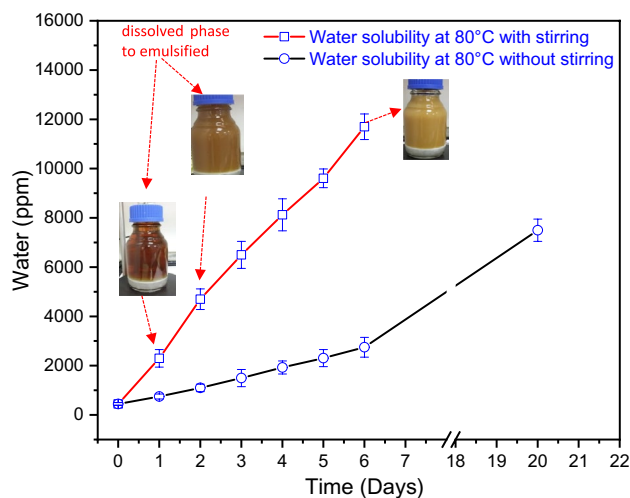 dissolved phase
to emulsified
Water solubility at 80°C with stirring
Water solubility at 80°C without stirring
16000
14000
12000
10000
8000
6000
4000
2000
0
Water (ppm)
0 1 2 3 4 5 6 7 18 19 20 21 22
Time (Days)